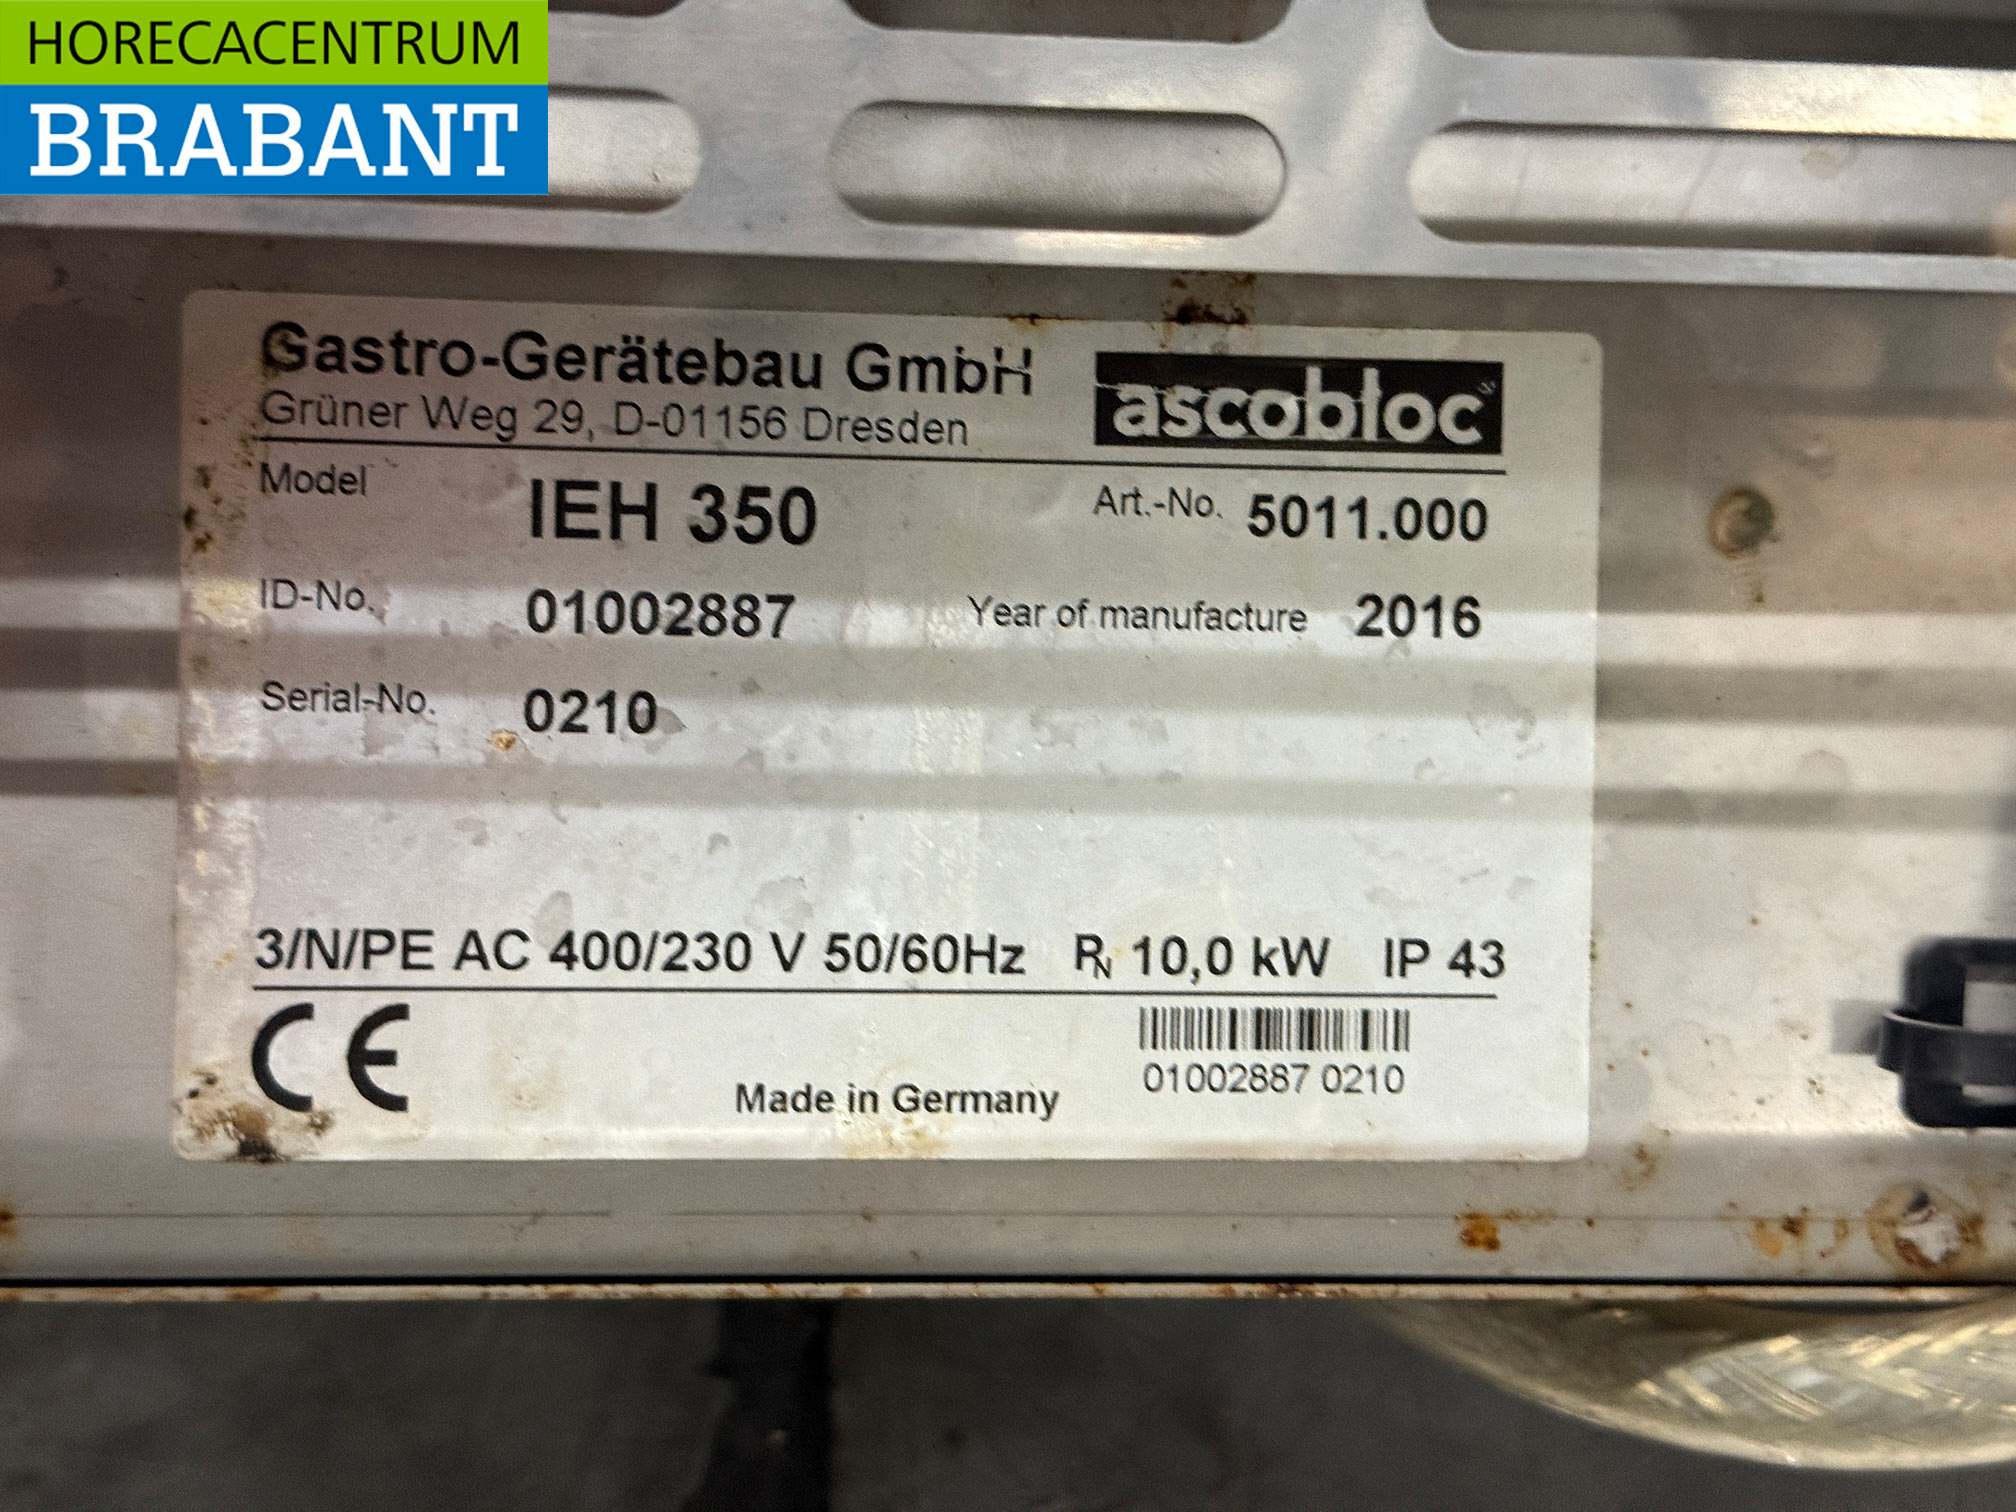 HORECACENTRUM
BRABANT
Gastro-Gerätebau GmbH
Grüner Weg 29, D-01156 Dresden
ascobloc
Model IEH 350 Art.-No. 5011.000
ID-No. 01002887 Year of manufacture 2016
Serial-No. 0210
3/N/PE AC 400/230 V 50/60Hz PN 10,0 kW IP 43
CE
Made in Germany
01002887 0210